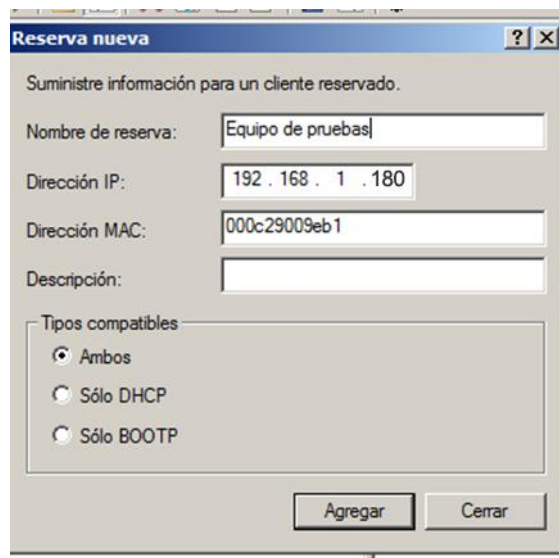 Reserva nueva
Suministre información para un cliente reservado.
Nombre de reserva: Equipo de pruebas
Dirección IP: 192 . 168 . 1 . 180
Dirección MAC: 000c29009eb1
Descripción:
Tipos compatibles
Ambos
Sólo DHCP
Sólo BOOTP
Agregar Cerrar